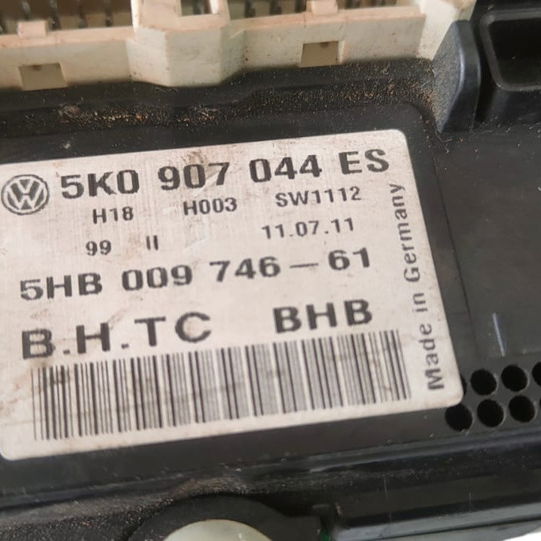 5K0 907 044 ES
H18 H003 SW1112
99 II 11.07.11
5HB 009 746-61
B.H.TC BHB
Made in Germany